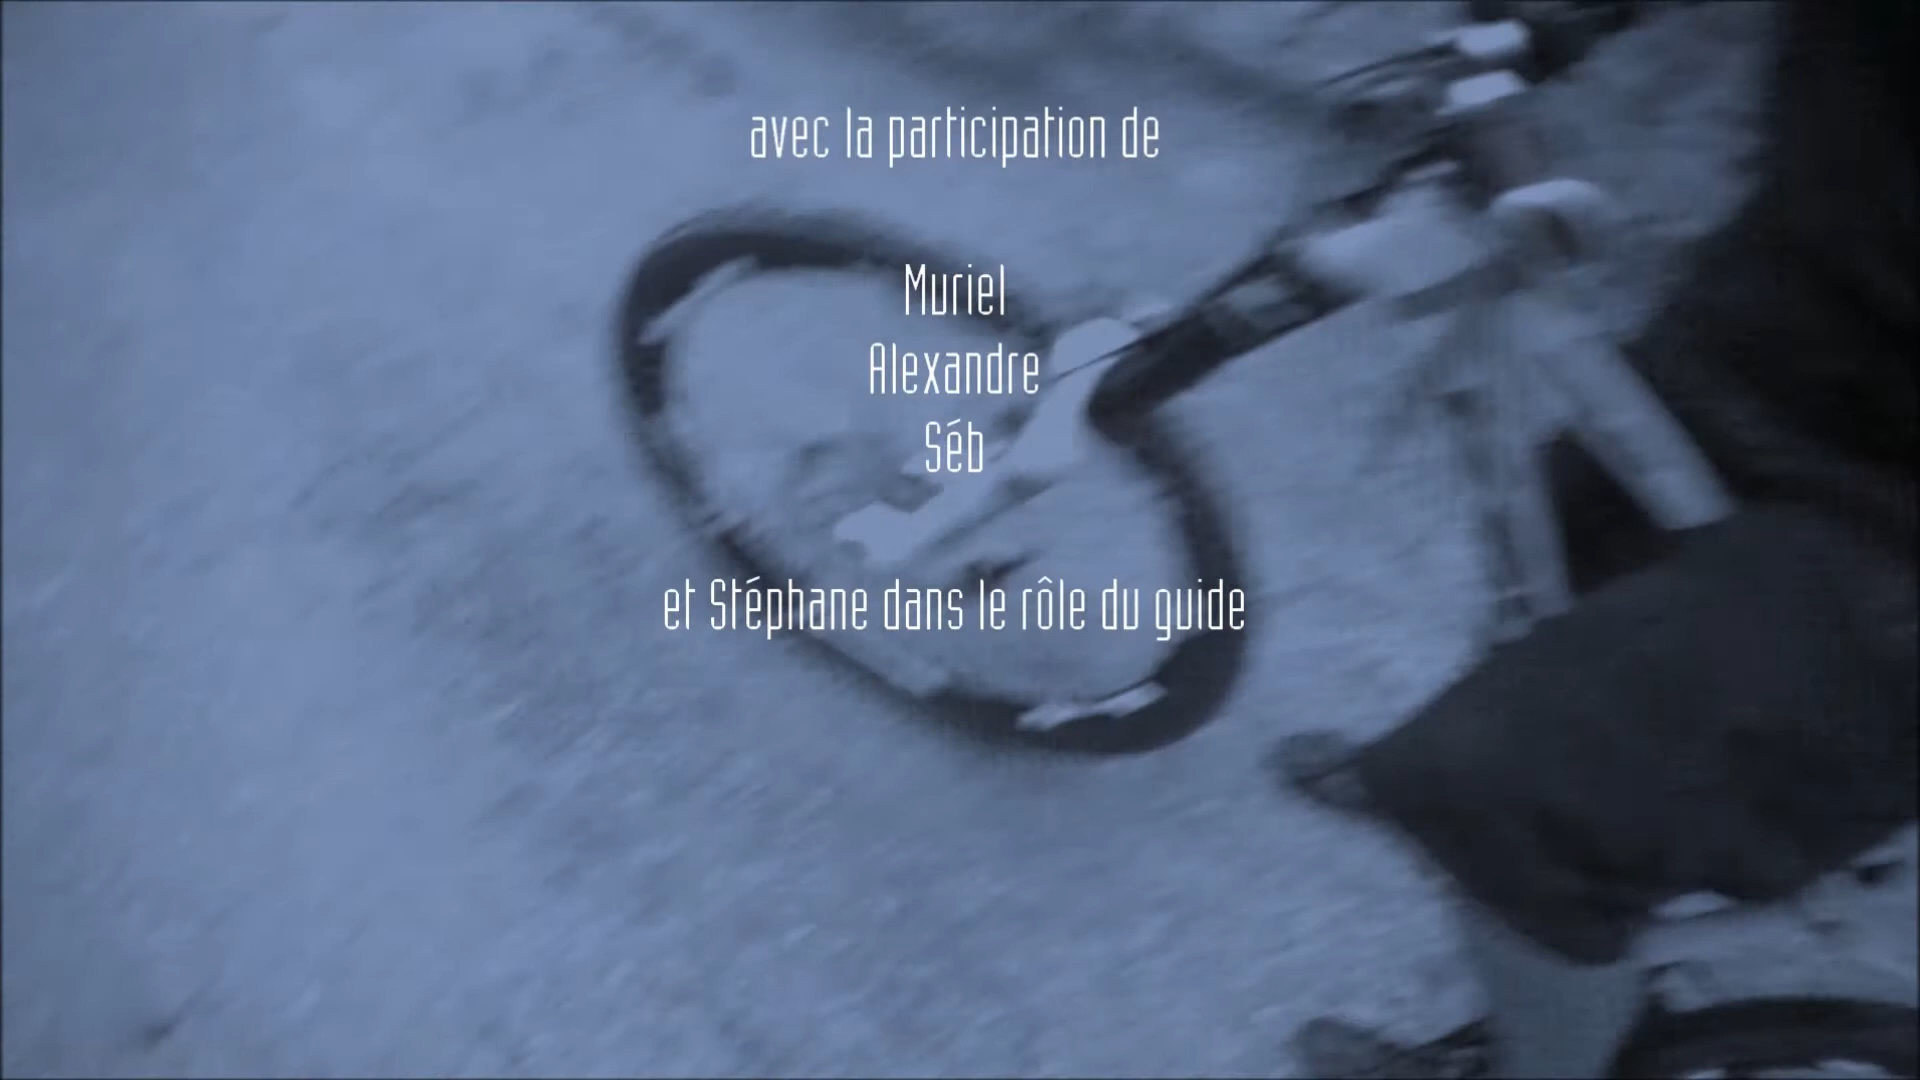 avec la participation de
Muriel
Alexandre
Séb
et Stéphane dans le rôle du guide